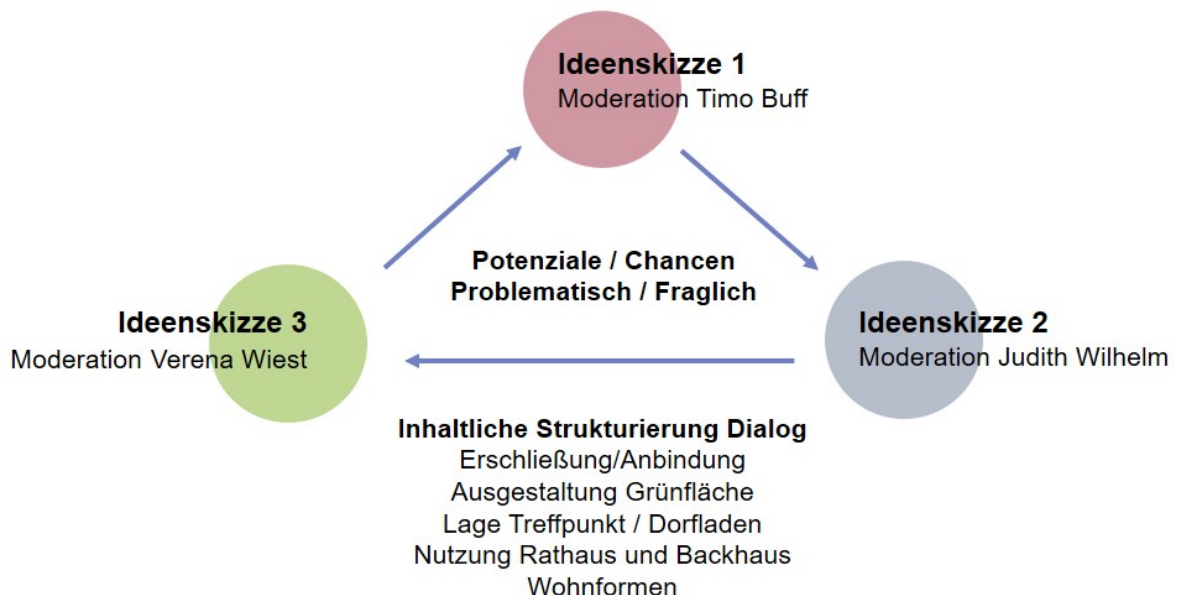 Ideenskizze 1
Moderation Timo Buff
Potenziale / Chancen
Problematisch / Fraglich
Ideenskizze 3
Moderation Verena Wiest
Ideenskizze 2
Moderation Judith Wilhelm
Inhaltliche Strukturierung Dialog
Erschließung/Anbindung
Ausgestaltung Grünfläche
Lage Treffpunkt / Dorfladen
Nutzung Rathaus und Backhaus
Wohnformen